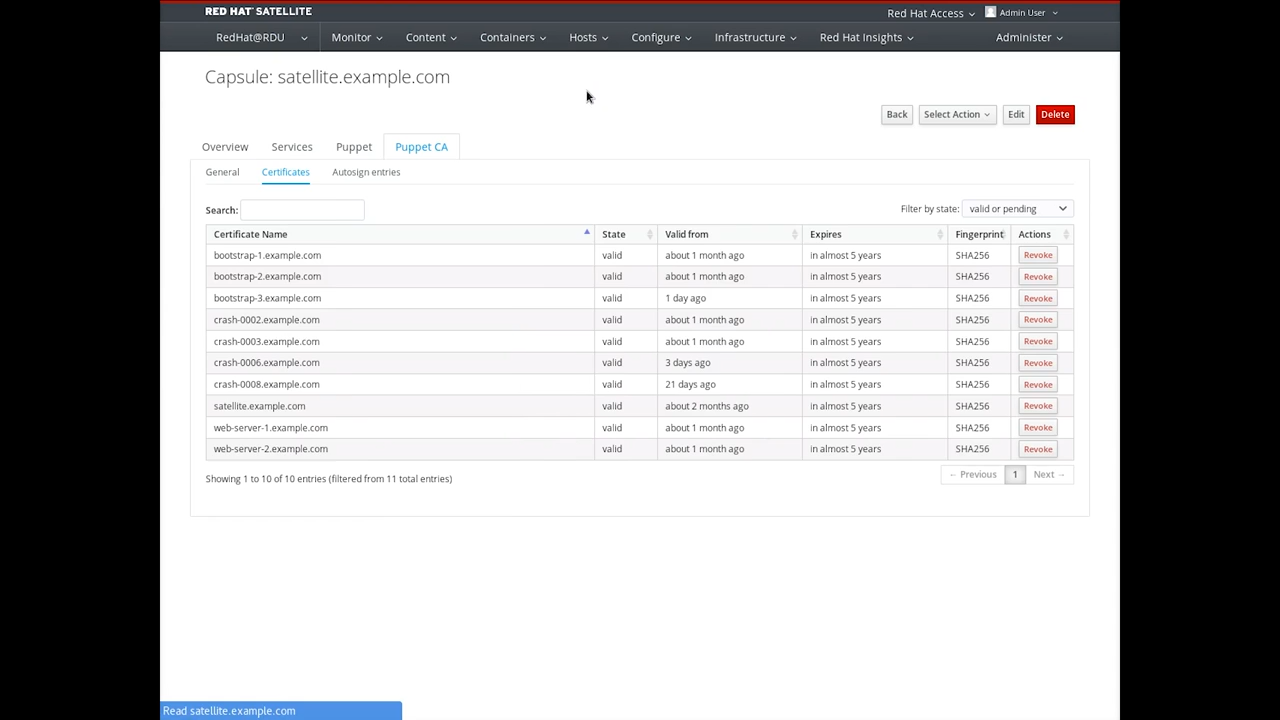 RED HAT SATELLITE
Red Hat Access Admin User
RedHat@RDU Monitor Content Containers Hosts Configure Infrastructure Red Hat Insights Administer
Capsule: satellite.example.com
Back Select Action Edit Delete
Overview Services Puppet Puppet CA
General Certificates Autosign entries
Search: Filter by state: valid or pending
Certificate Name State Valid from Expires Fingerprint Actions
bootstrap-1.example.com valid about 1 month ago in almost 5 years SHA256 Revoke
bootstrap-2.example.com valid about 1 month ago in almost 5 years SHA256 Revoke
bootstrap-3.example.com valid 1 day ago in almost 5 years SHA256 Revoke
crash-0002.example.com valid about 1 month ago in almost 5 years SHA256 Revoke
crash-0003.example.com valid about 1 month ago in almost 5 years SHA256 Revoke
crash-0006.example.com valid 3 days ago in almost 5 years SHA256 Revoke
crash-0008.example.com valid 21 days ago in almost 5 years SHA256 Revoke
satellite.example.com valid about 2 months ago in almost 5 years SHA256 Revoke
web-server-1.example.com valid about 1 month ago in almost 5 years SHA256 Revoke
web-server-2.example.com valid about 1 month ago in almost 5 years SHA256 Revoke
Showing 1 to 10 of 10 entries (filtered from 11 total entries) ← Previous 1 Next →
Read satellite.example.com